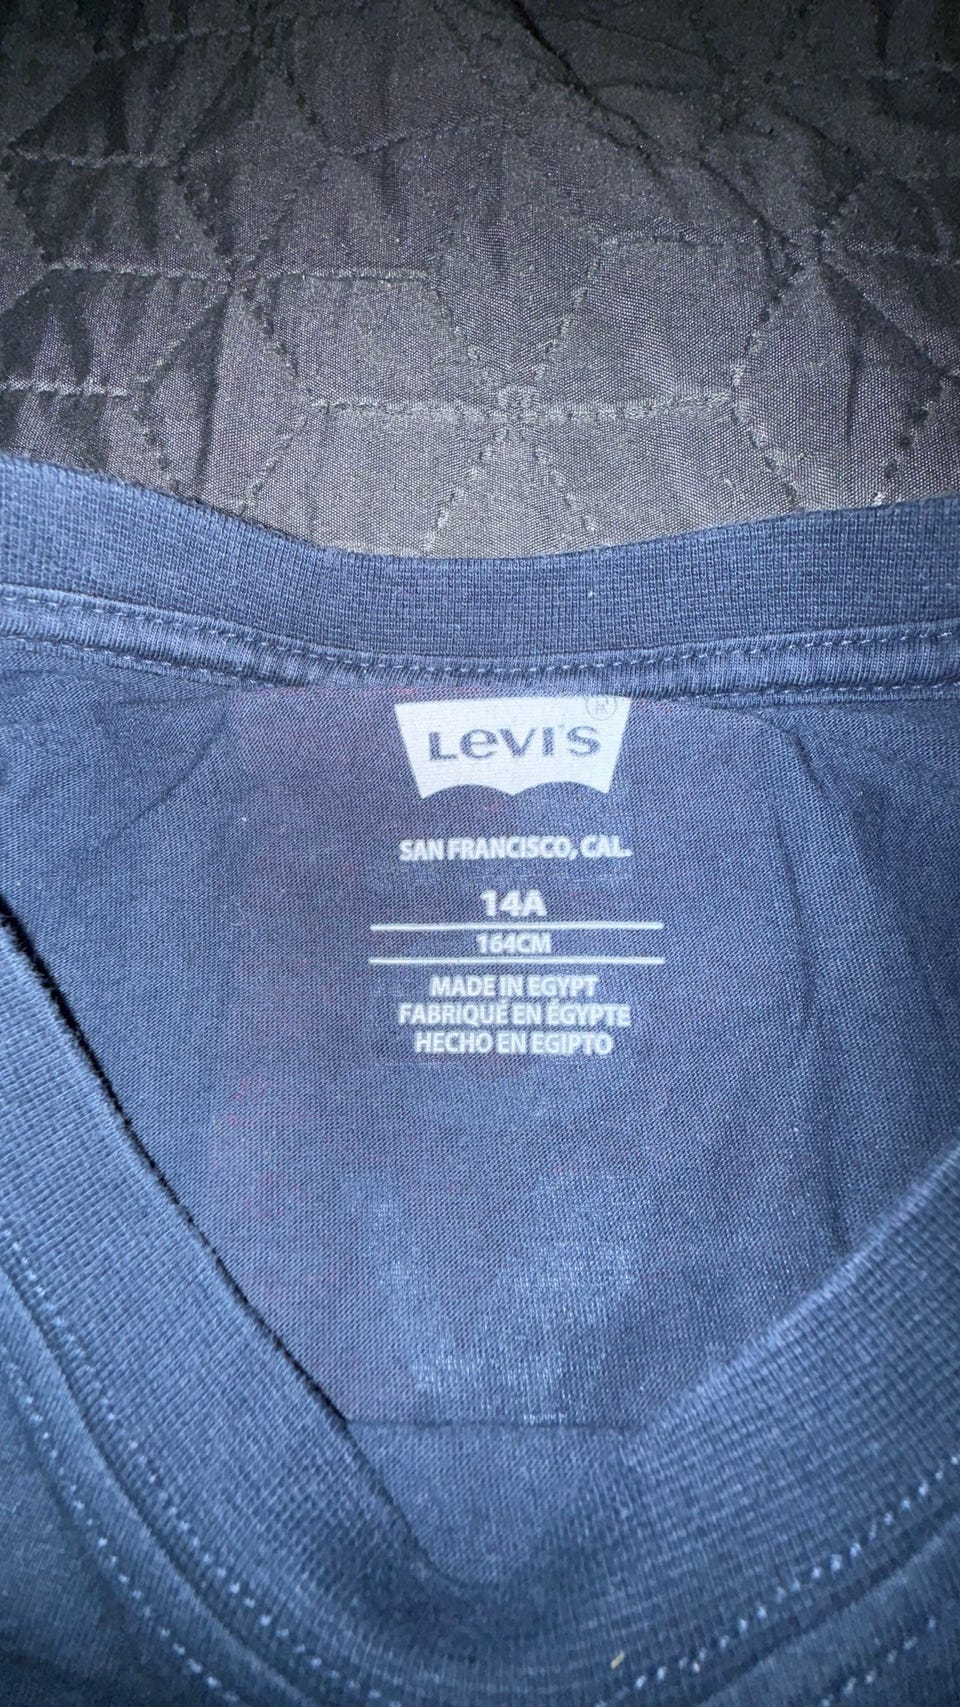 LEVI'S
SAN FRANCISCO, CAL.
14A
164CM
MADE IN EGYPT
FABRIQUÉ EN ÉGYPTE
HECHO EN EGIPTO